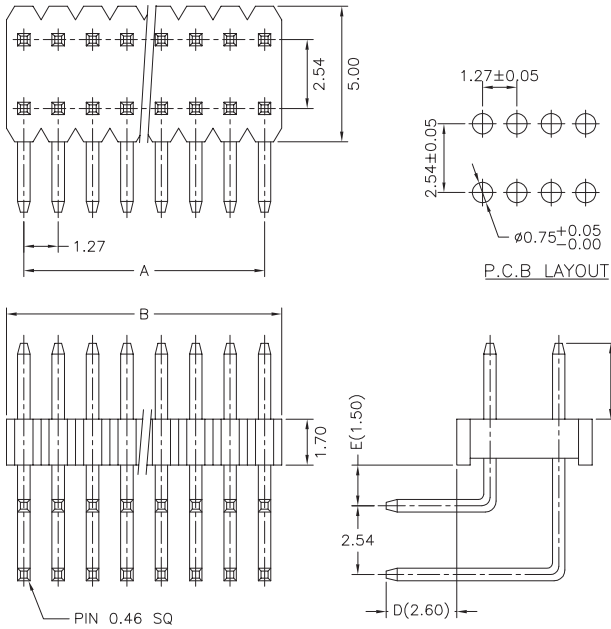 2.54
5.00
1.27
A
1.27±0.05
2.54±0.05
ø0.75+0.05
-0.00
P.C.B LAYOUT
B
1.70
PIN 0.46 SQ
E(1.50)
2.54
D(2.60)